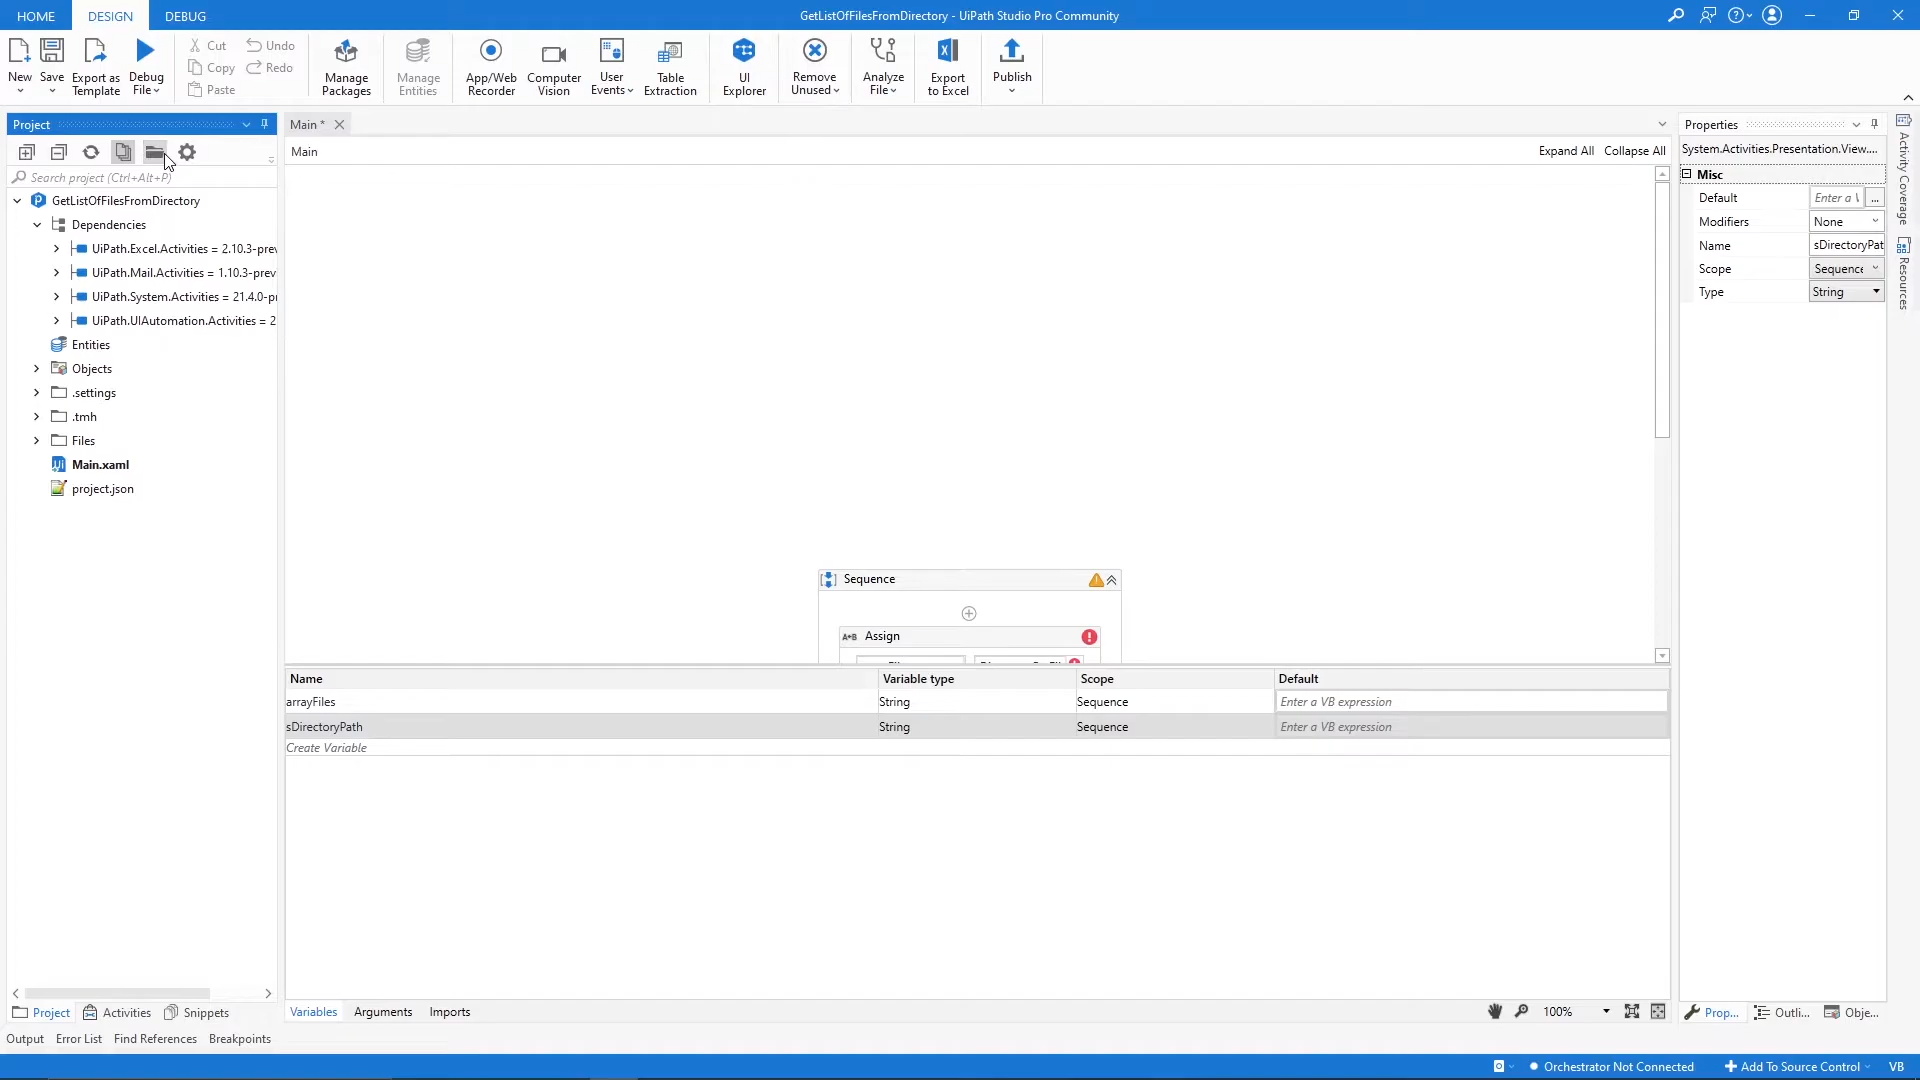 HOME DESIGN DEBUG GetListOfFilesFromDirectory - UiPath Studio Pro Community
New Save Export as Template Debug File Cut Copy Paste Undo Redo Manage Packages Manage Entities App/Web Recorder Computer Vision User Events Table Extraction UI Explorer Remove Unused Analyze File Export to Excel Publish
Project
Search project (Ctrl+Alt+P)
GetListOfFilesFromDirectory
Dependencies
UiPath.Excel.Activities = 2.10.3-prev
UiPath.Mail.Activities = 1.10.3-prev
UiPath.System.Activities = 21.4.0-pr
UiPath.UIAutomation.Activities = 2
Entities
Objects
.settings
.tmh
Files
Main.xaml
project.json
Main *
Main Expand All Collapse All
Sequence
Assign
Name Variable type Scope Default
arrayFiles String Sequence Enter a VB expression
sDirectoryPath String Sequence Enter a VB expression
Create Variable
Variables Arguments Imports 100%
Properties
System.Activities.Presentation.View....
Misc
Default Enter a V ...
Modifiers None
Name sDirectoryPat
Scope Sequence
Type String
Activity Coverage
Resources
Project Activities Snippets
Prop... Outli... Obje...
Output Error List Find References Breakpoints
Orchestrator Not Connected Add To Source Control VB